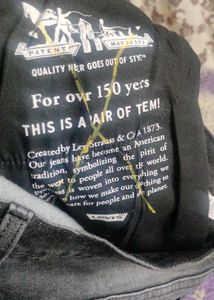 PATENT
QUALITY NEVER GOES OUT OF STYLE
For over 150 years
THIS IS A PAIR OF THEM!
Created by Levi Strauss & Co. 1873.
Our jeans have become an American
tradition, symbolizing the spirit of
the west to people all over the world.
is woven into everything we
how we make our clothing to
care for people and the planet.
Levi's